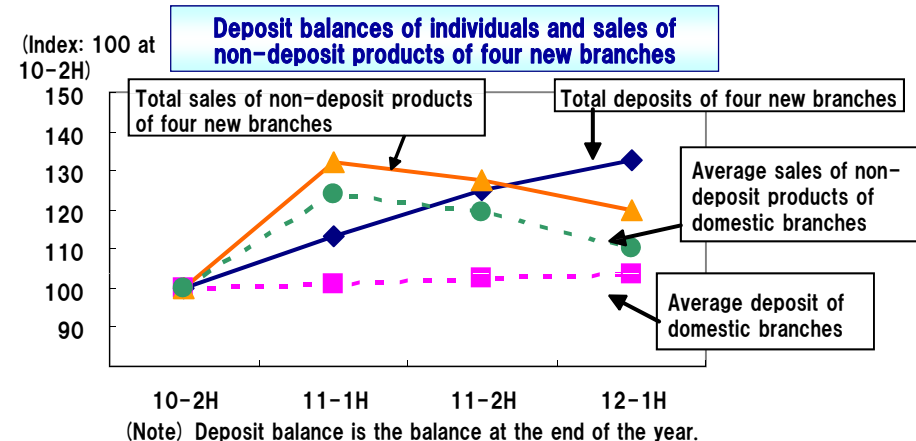 Deposit balances of individuals and sales of
non-deposit products of four new branches
(Index: 100 at
10-2H)
150
140
130
120
110
100
90
Total sales of non-deposit products
of four new branches
Total deposits of four new branches
Average sales of non-
deposit products of
domestic branches
Average deposit of
domestic branches
10-2H 11-1H 11-2H 12-1H
(Note) Deposit balance is the balance at the end of the year.